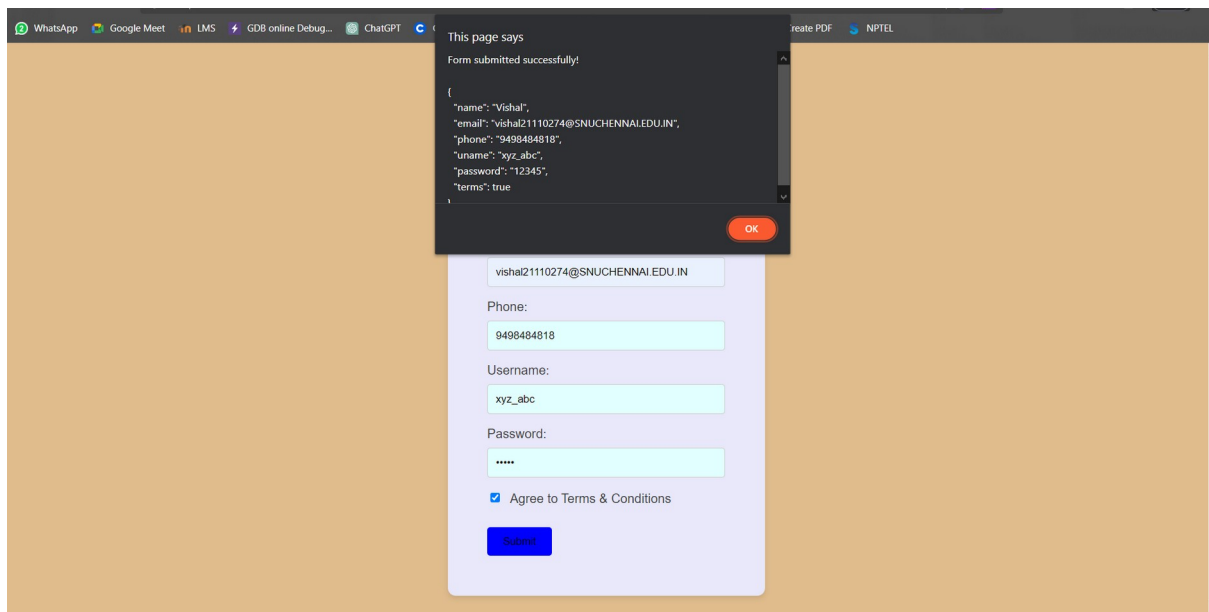 WhatsApp Google Meet LMS GDB online Debug... ChatGPT NPTEL
This page says
Form submitted successfully!
{
"name": "Vishal",
"email": "vishal21110274@SNUCHENNAI.EDU.IN",
"phone": "9498484818",
"uname": "xyz_abc",
"password": "12345",
"terms": true
OK
vishal21110274@SNUCHENNAI.EDU.IN
Phone:
9498484818
Username:
xyz_abc
Password:
•••••
Agree to Terms & Conditions
Submit